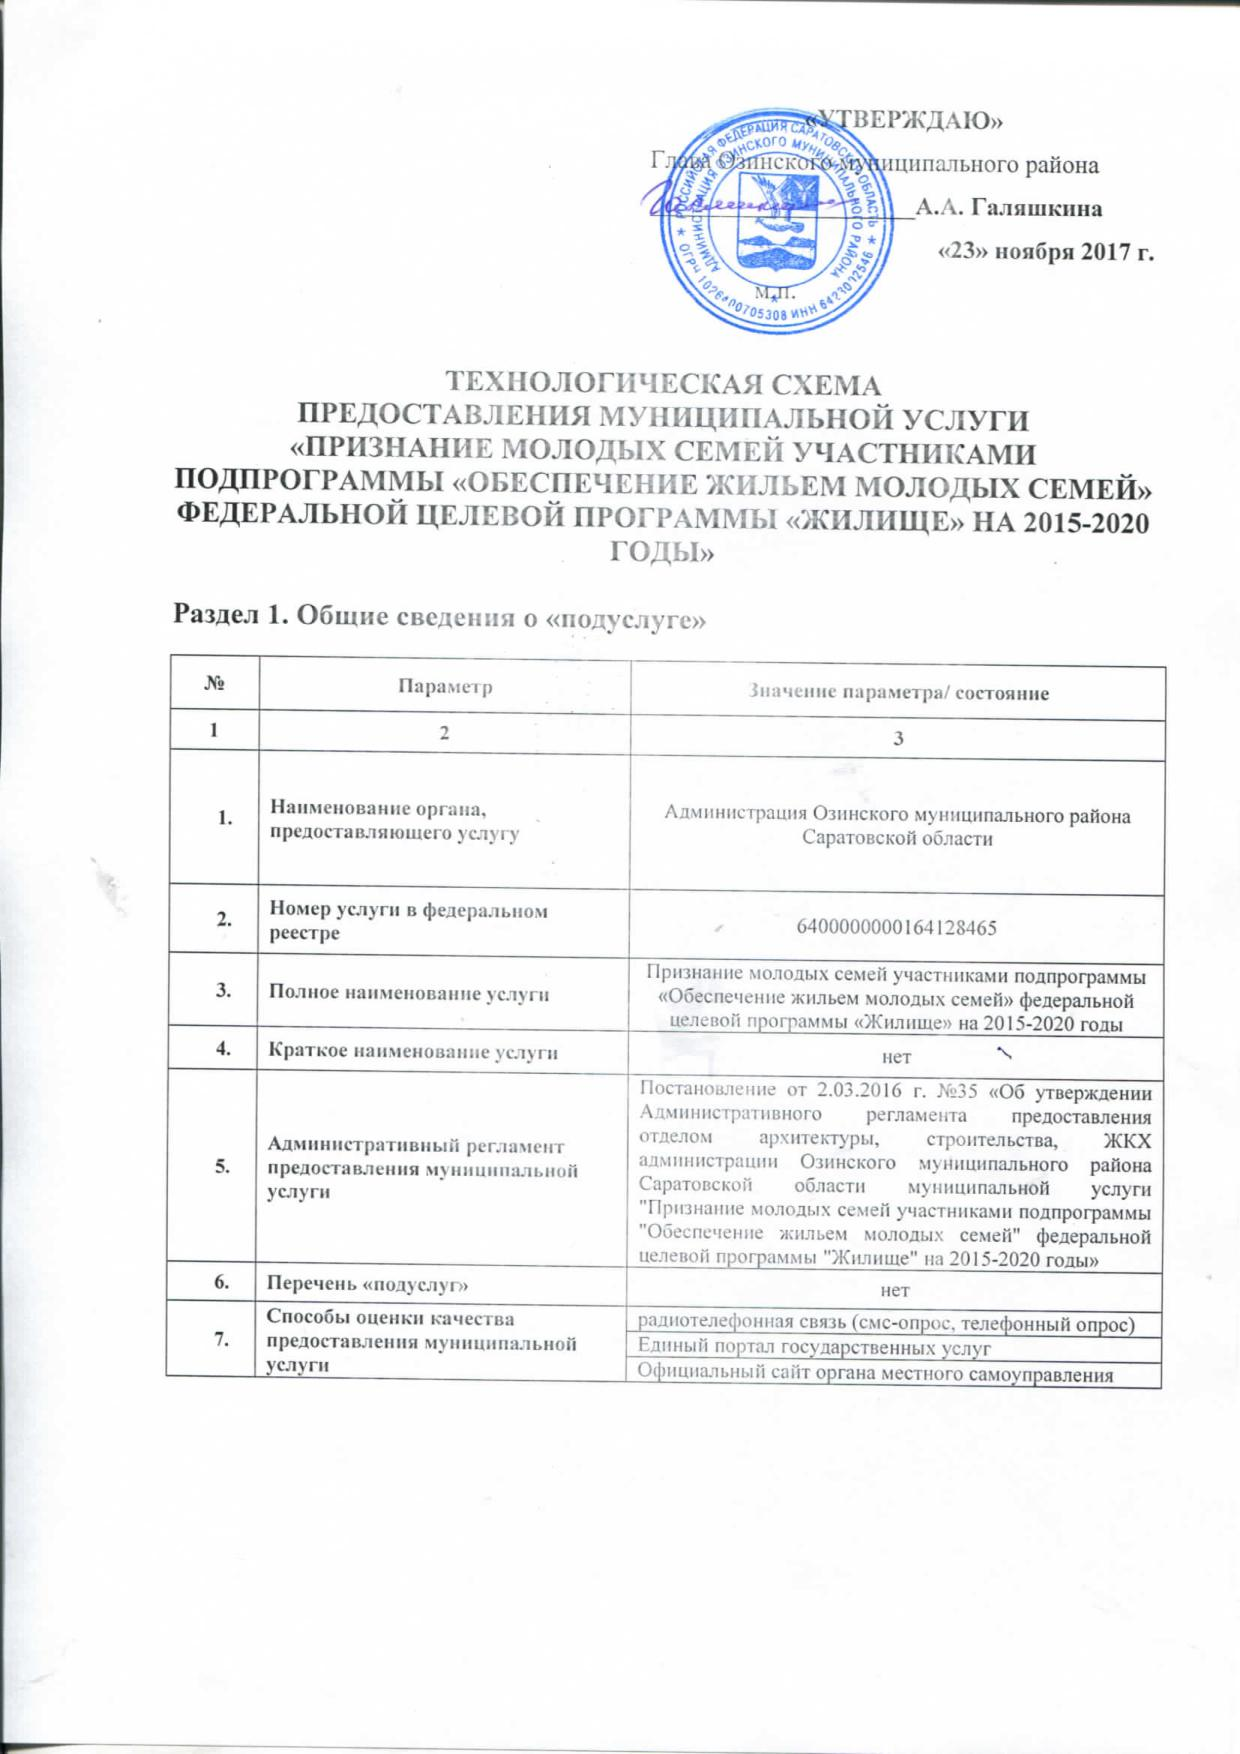 «УТВЕРЖДАЮ»
Глава Озинского муниципального района
А.А. Галяшкина
«23» ноября 2017 г.
м.п.
РОССИЙСКАЯ ФЕДЕРАЦИЯ САРАТОВСКАЯ ОБЛАСТЬ
АДМИНИСТРАЦИЯ ОЗИНСКОГО МУНИЦИПАЛЬНОГО РАЙОНА
ТЕХНОЛОГИЧЕСКАЯ СХЕМА
ПРЕДОСТАВЛЕНИЯ МУНИЦИПАЛЬНОЙ УСЛУГИ
«ПРИЗНАНИЕ МОЛОДЫХ СЕМЕЙ УЧАСТНИКАМИ
ПОДПРОГРАММЫ «ОБЕСПЕЧЕНИЕ ЖИЛЬЕМ МОЛОДЫХ СЕМЕЙ»
ФЕДЕРАЛЬНОЙ ЦЕЛЕВОЙ ПРОГРАММЫ «ЖИЛИЩЕ» НА 2015-2020
ГОДЫ»
Раздел 1. Общие сведения о «подуслуге»
№ Параметр Значение параметра/ состояние
1 2 3
1. Наименование органа,
предоставляющего услугу
Администрация Озинского муниципального района
Саратовской области
2. Номер услуги в федеральном
реестре
6400000000164128465
3. Полное наименование услуги
Признание молодых семей участниками подпрограммы
«Обеспечение жильем молодых семей» федеральной
целевой программы «Жилище» на 2015-2020 годы
4. Краткое наименование услуги нет
5. Административный регламент
предоставления муниципальной
услуги
Постановление от 2.03.2016 г. №35 «Об утверждении
Административного регламента предоставления
отделом архитектуры, строительства, ЖКХ
администрации Озинского муниципального района
Саратовской области муниципальной услуги
"Признание молодых семей участниками подпрограммы
"Обеспечение жильем молодых семей" федеральной
целевой программы "Жилище" на 2015-2020 годы»
6. Перечень «подуслуг» нет
7. Способы оценки качества
предоставления муниципальной
услуги
радиотелефонная связь (смс-опрос, телефонный опрос)
Единый портал государственных услуг
Официальный сайт органа местного самоуправления